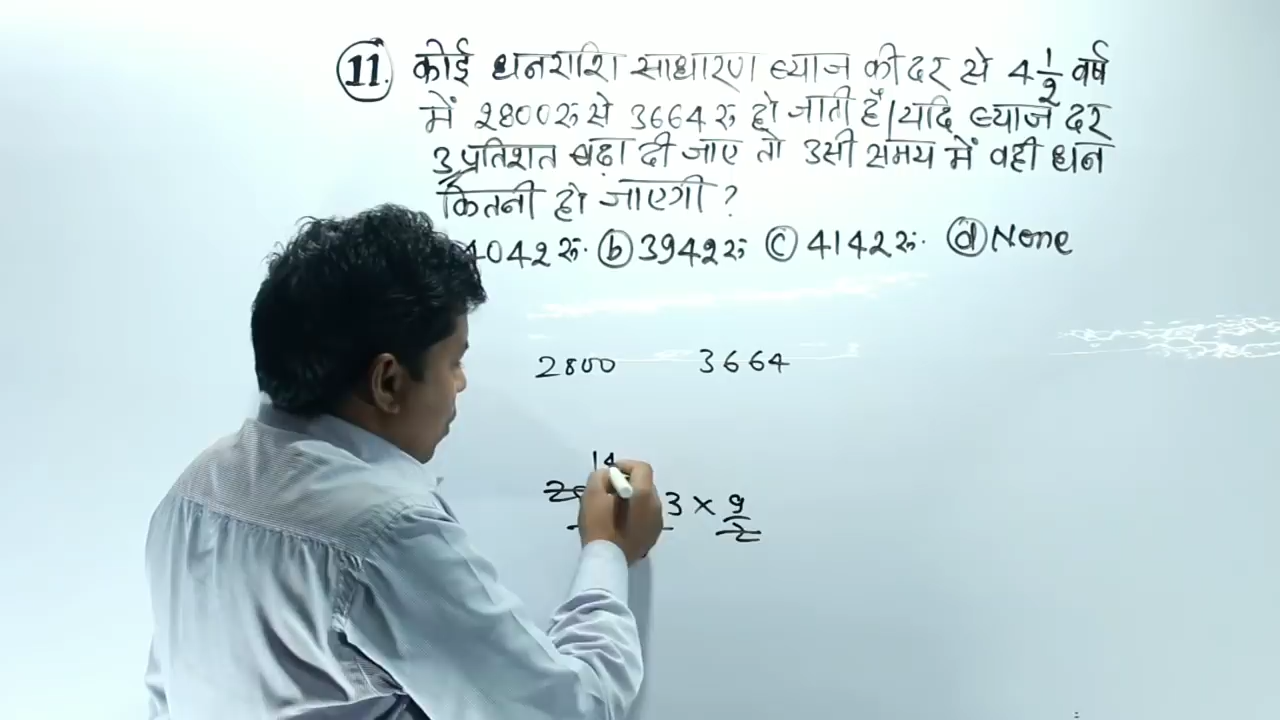 11. कोई धनराशि साधारण ब्याज की दर से 4 1/2 वर्ष
में 2800 रु से 3664 रु हो जाती हैं। यदि ब्याज दर
3 प्रतिशत बढ़ा दी जाए तो उसी समय में वही धन
कितनी हो जाएगी ?
4042 रु. (b) 3942 रु (c) 4142 रु. (d) None
2800 3664
14
3 × 9/2